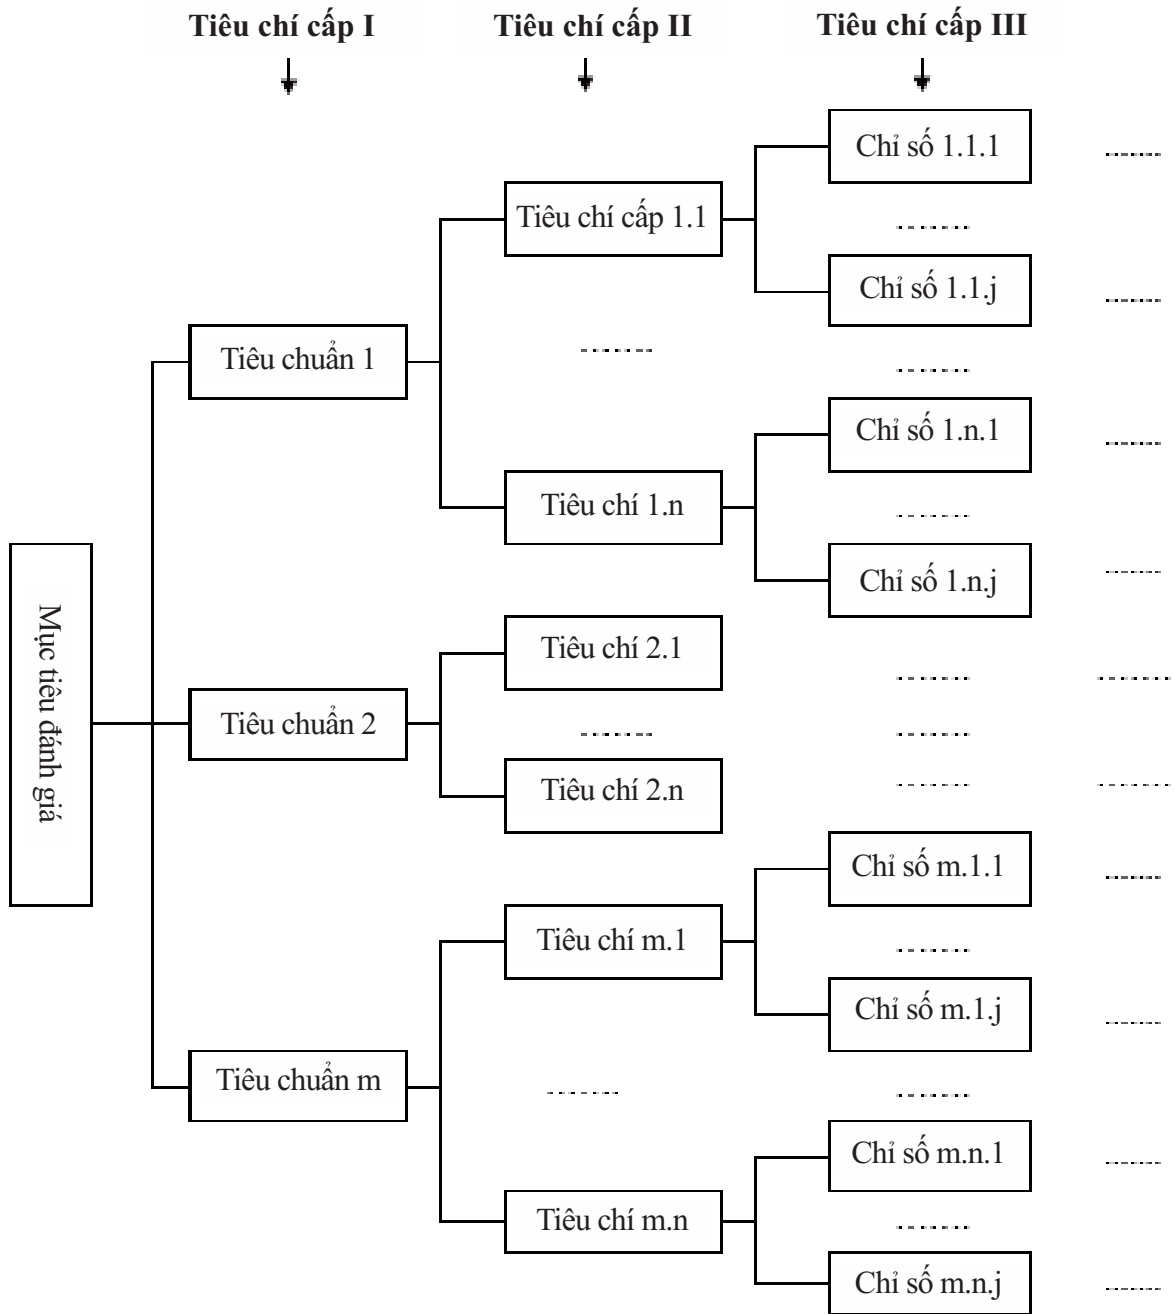 Tiêu chí cấp I
Tiêu chí cấp II
Tiêu chí cấp III
Mục tiêu đánh giá
Tiêu chuẩn 1
Tiêu chí cấp 1.1
Chỉ số 1.1.1
Chỉ số 1.1.j
Tiêu chí 1.n
Chỉ số 1.n.1
Chỉ số 1.n.j
Tiêu chuẩn 2
Tiêu chí 2.1
Tiêu chí 2.n
Tiêu chuẩn m
Tiêu chí m.1
Chỉ số m.1.1
Chỉ số m.1.j
Tiêu chí m.n
Chỉ số m.n.1
Chỉ số m.n.j